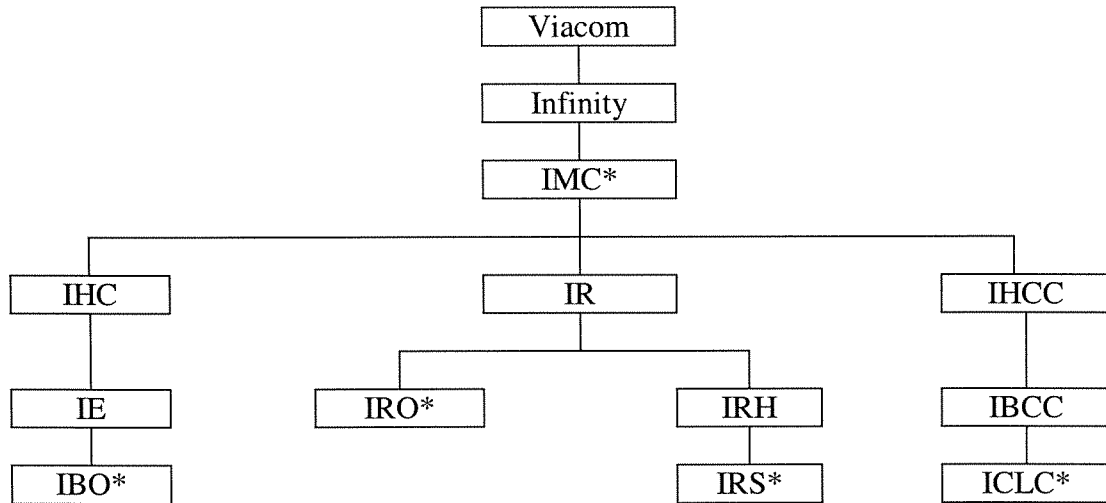 Viacom
Infinity
IMC*
IHC IR IHCC
IE IRO* IRH IBCC
IBO* IRS* ICLC*